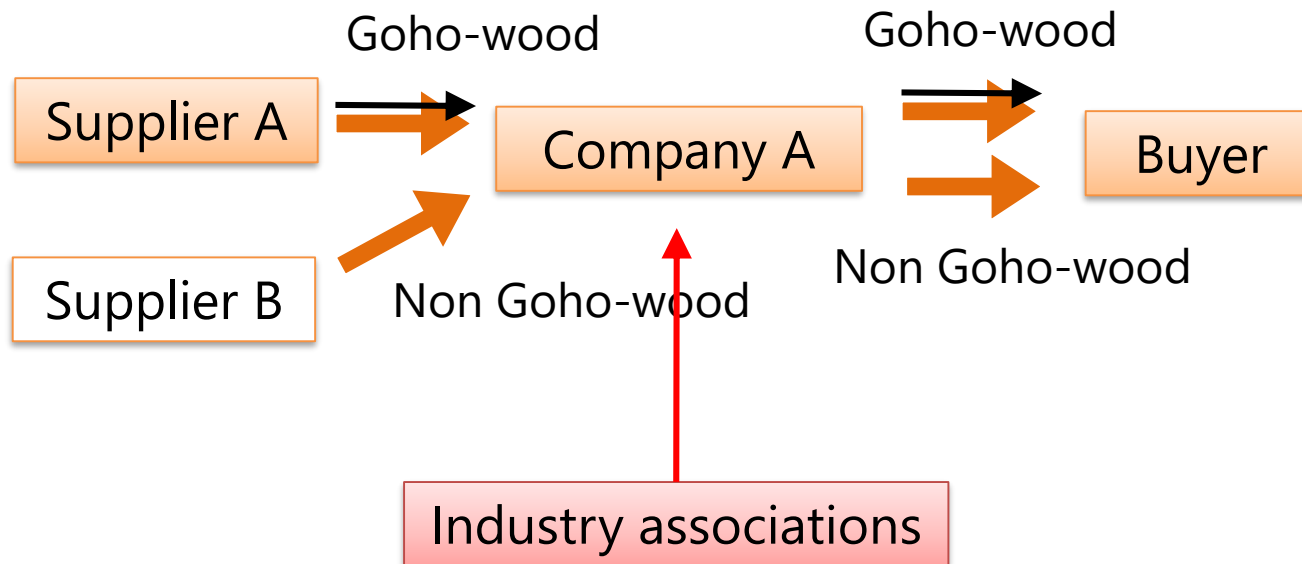 Goho-wood
Goho-wood
Supplier A
Company A
Buyer
Supplier B
Non Goho-wood
Non Goho-wood
Industry associations